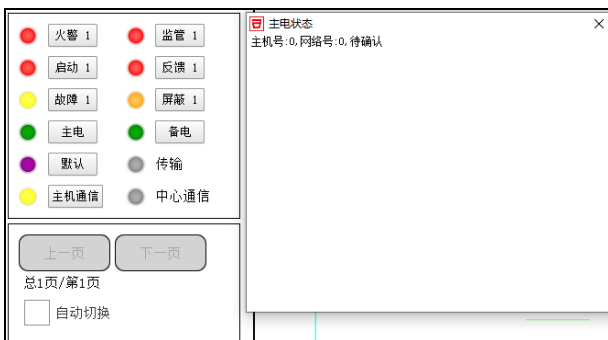 火警 1 监管 1
启动 1 反馈 1
故障 1 屏蔽 1
主电 备电
默认 传输
主机通信 中心通信
上一页 下一页
总1页/第1页
自动切换
主电状态
主机号:0,网络号:0,待确认